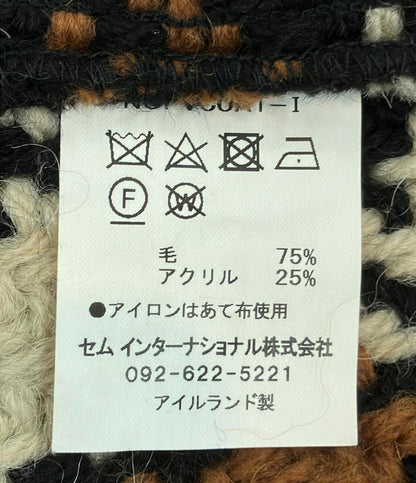 F W
毛 75%
アクリル 25%
●アイロンはあて布使用
セム インターナショナル株式会社
092-622-5221
アイルランド製